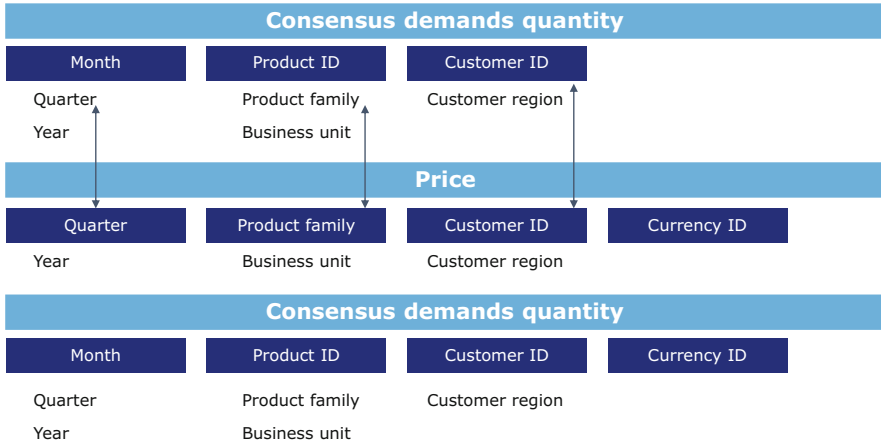 Consensus demands quantity
Month Product ID Customer ID
Quarter Product family Customer region
Year Business unit
Price
Quarter Product family Customer ID Currency ID
Year Business unit Customer region
Consensus demands quantity
Month Product ID Customer ID Currency ID
Quarter Product family Customer region
Year Business unit